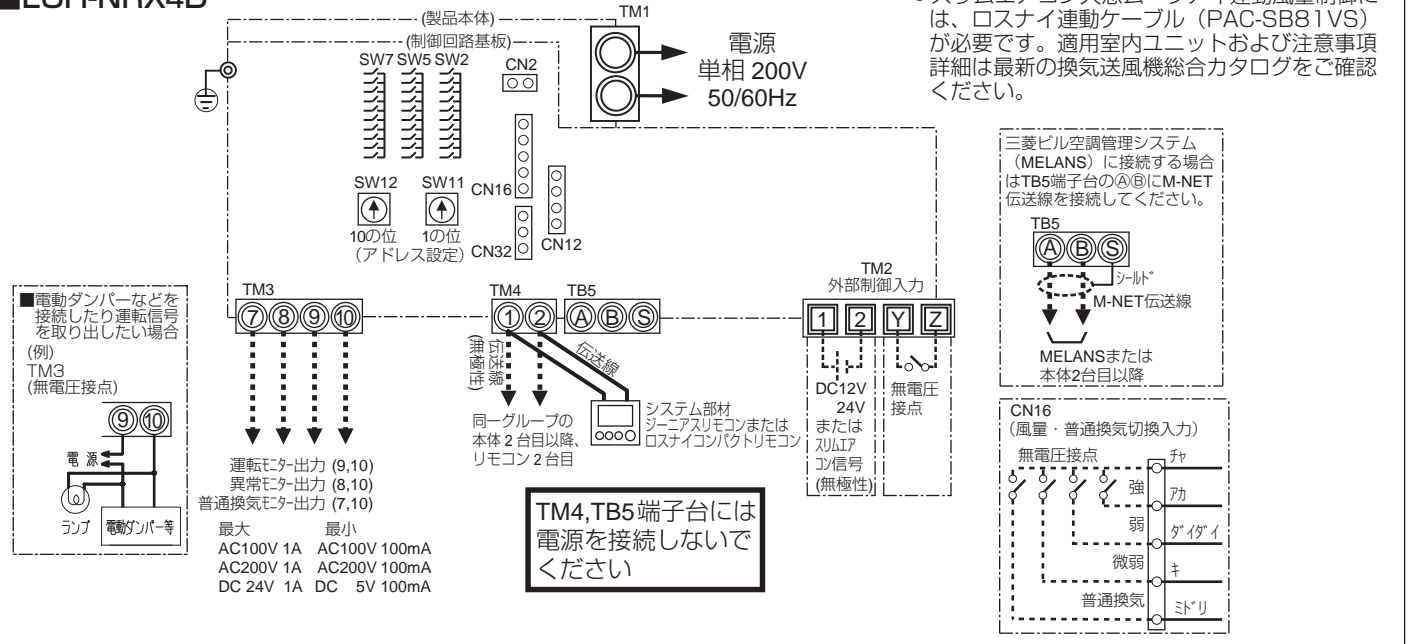 (製品本体)
(制御回路基板)
TM1
電源
単相 200V
50/60Hz
SW7 SW5 SW2
CN2
CN16
CN12
CN32
SW12
SW11
10の位
1の位
（アドレス設定）
は、ロスナイ連動ケーブル（PAC-SB81VS）
が必要です。適用室内ユニットおよび注意事項
詳細は最新の換気送風機総合カタログをご確認
ください。
■電動ダンパーなどを
接続したり運転信号
を取り出したい場合
(例)
TM3
(無電圧接点)
⑨⑩
電 源
ランプ
電動ダンパー等
TM3
⑦⑧⑨⑩
運転モニター出力 (9,10)
異常モニター出力 (8,10)
普通換気モニター出力 (7,10)
最大 最小
AC100V 1A AC100V 100mA
AC200V 1A AC200V 100mA
DC 24V 1A DC 5V 100mA
TM4
①②
伝送線
(無極性)
伝送線
同一グループの
本体２台目以降、
リモコン２台目
TB5
ⒶⒷⓈ
システム部材
ジーニアスリモコンまたは
ロスナイコンパクトリモコン
TM4,TB5端子台には
電源を接続しないで
ください
TM2
外部制御入力
1 2 Y Z
DC12V
24V
または
スリムエア
コン信号
(無極性)
無電圧
接点
三菱ビル空調管理システム
（MELANS）に接続する場合
はTB5端子台のⒶⒷにM-NET
伝送線を接続してください。
TB5
ⒶⒷⓈ
シールド
M-NET伝送線
MELANSまたは
本体2台目以降
CN16
（風量・普通換気切換入力）
無電圧接点
チャ
強
アカ
弱
ダイダイ
微弱
キ
普通換気
ミドリ